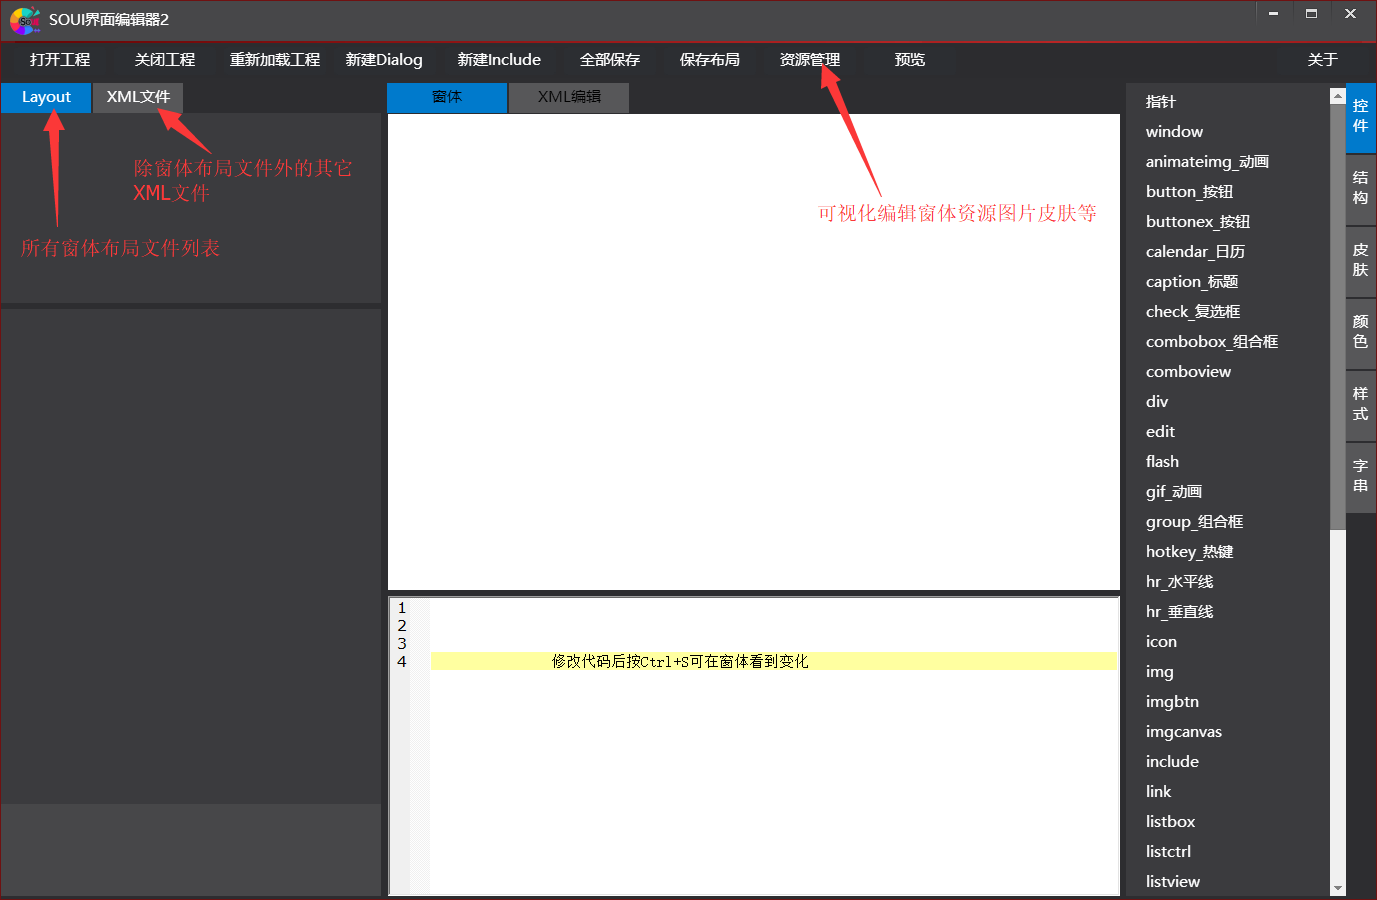 SOUI界面编辑器2
打开工程 关闭工程 重新加载工程 新建Dialog 新建Include 全部保存 保存布局 资源管理 预览 关于
Layout XML文件
除窗体布局文件外的其它
XML文件
所有窗体布局文件列表
窗体 XML编辑
可视化编辑窗体资源图片皮肤等
1
2
3
4 修改代码后按Ctrl+S可在窗体看到变化
指针
window
animateimg_动画
button_按钮
buttonex_按钮
calendar_日历
caption_标题
check_复选框
combobox_组合框
comboview
div
edit
flash
gif_动画
group_组合框
hotkey_热键
hr_水平线
hr_垂直线
icon
img
imgbtn
imgcanvas
include
link
listbox
listctrl
listview
控件
结构
皮肤
颜色
样式
字串